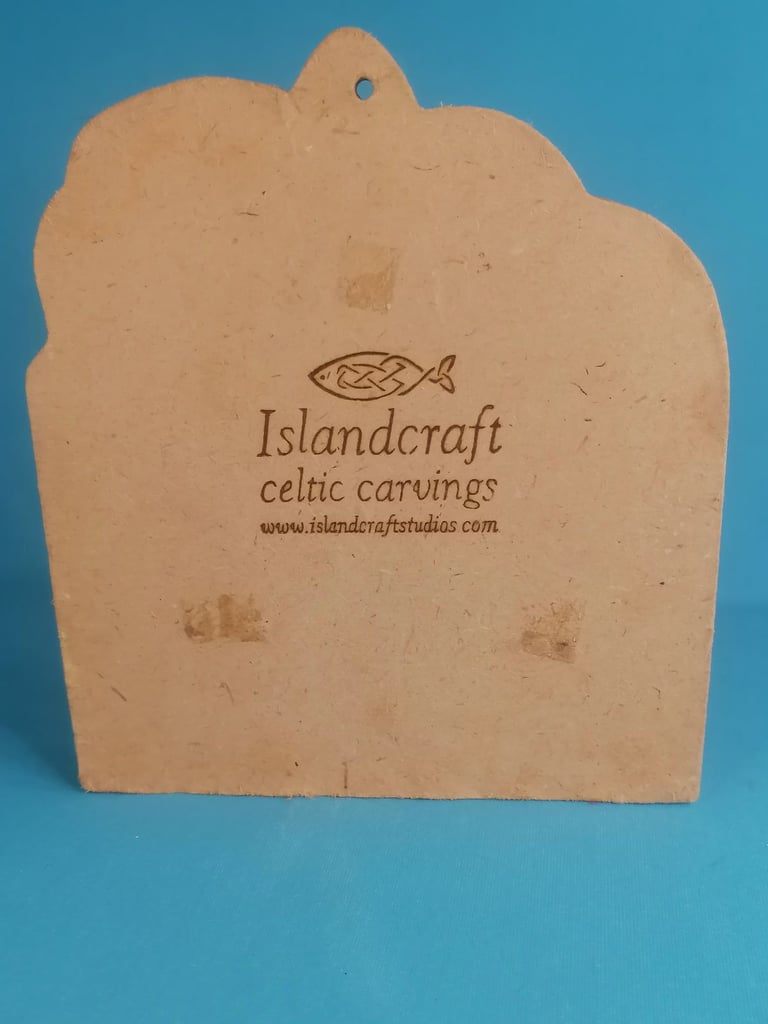 Islandcraft
celtic carvings
www.islandcraftstudios.com